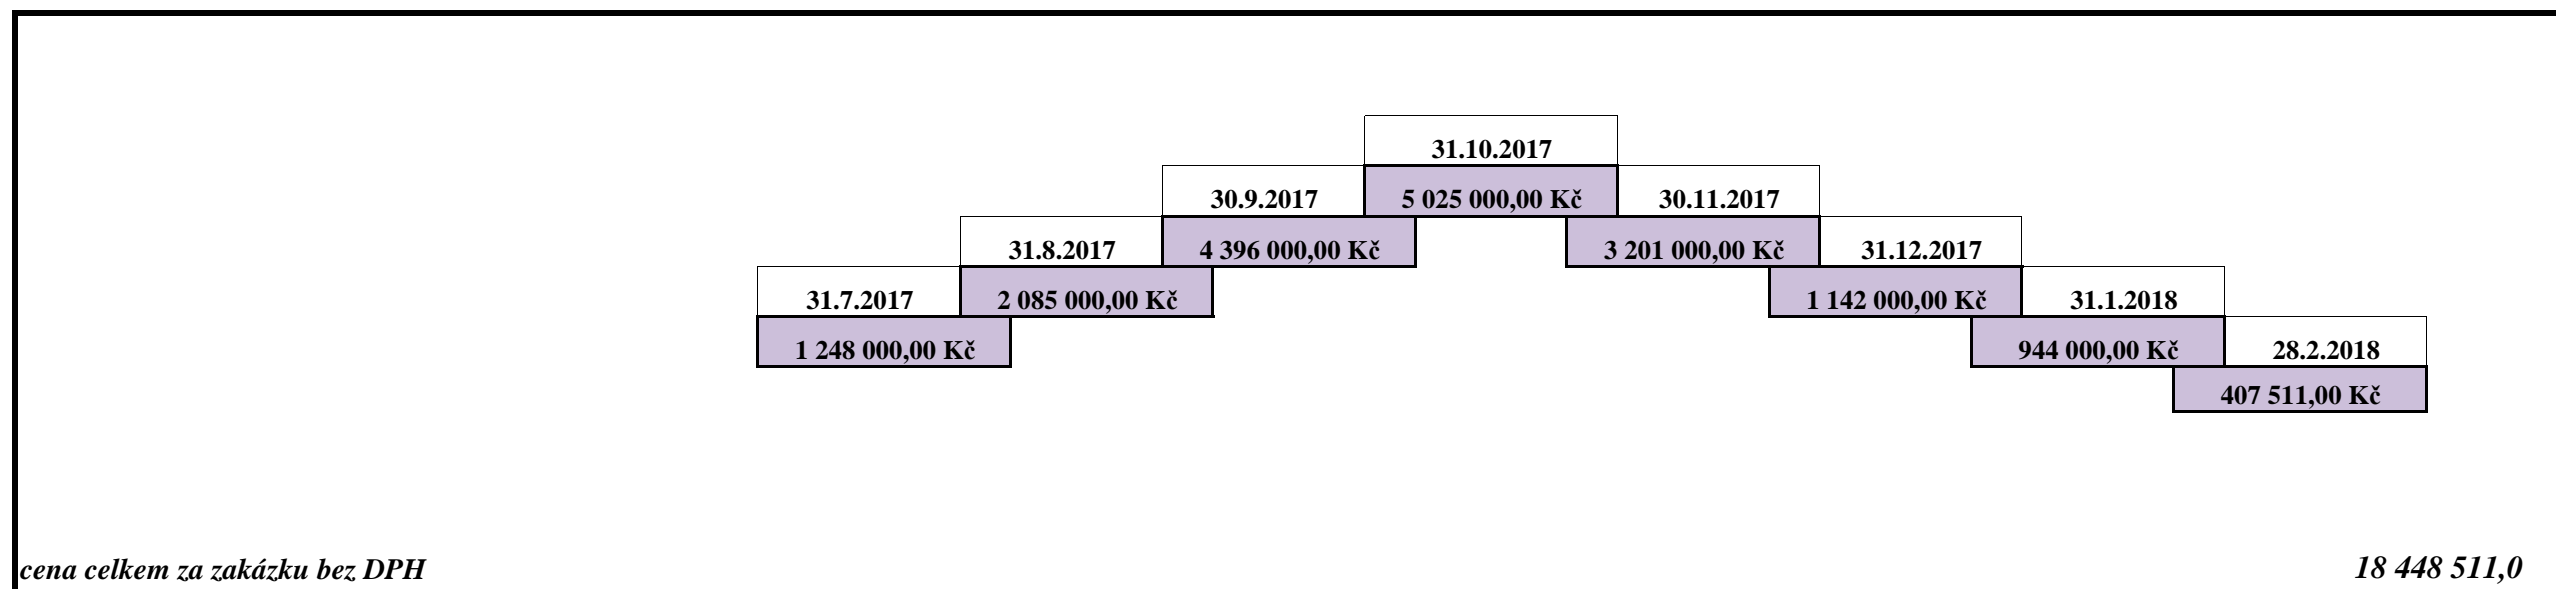 31.10.2017
30.9.2017 5 025 000,00 Kč 30.11.2017
31.8.2017 4 396 000,00 Kč 3 201 000,00 Kč 31.12.2017
31.7.2017 2 085 000,00 Kč 1 142 000,00 Kč 31.1.2018
1 248 000,00 Kč 944 000,00 Kč 28.2.2018
407 511,00 Kč
cena celkem za zakázku bez DPH 18 448 511,0